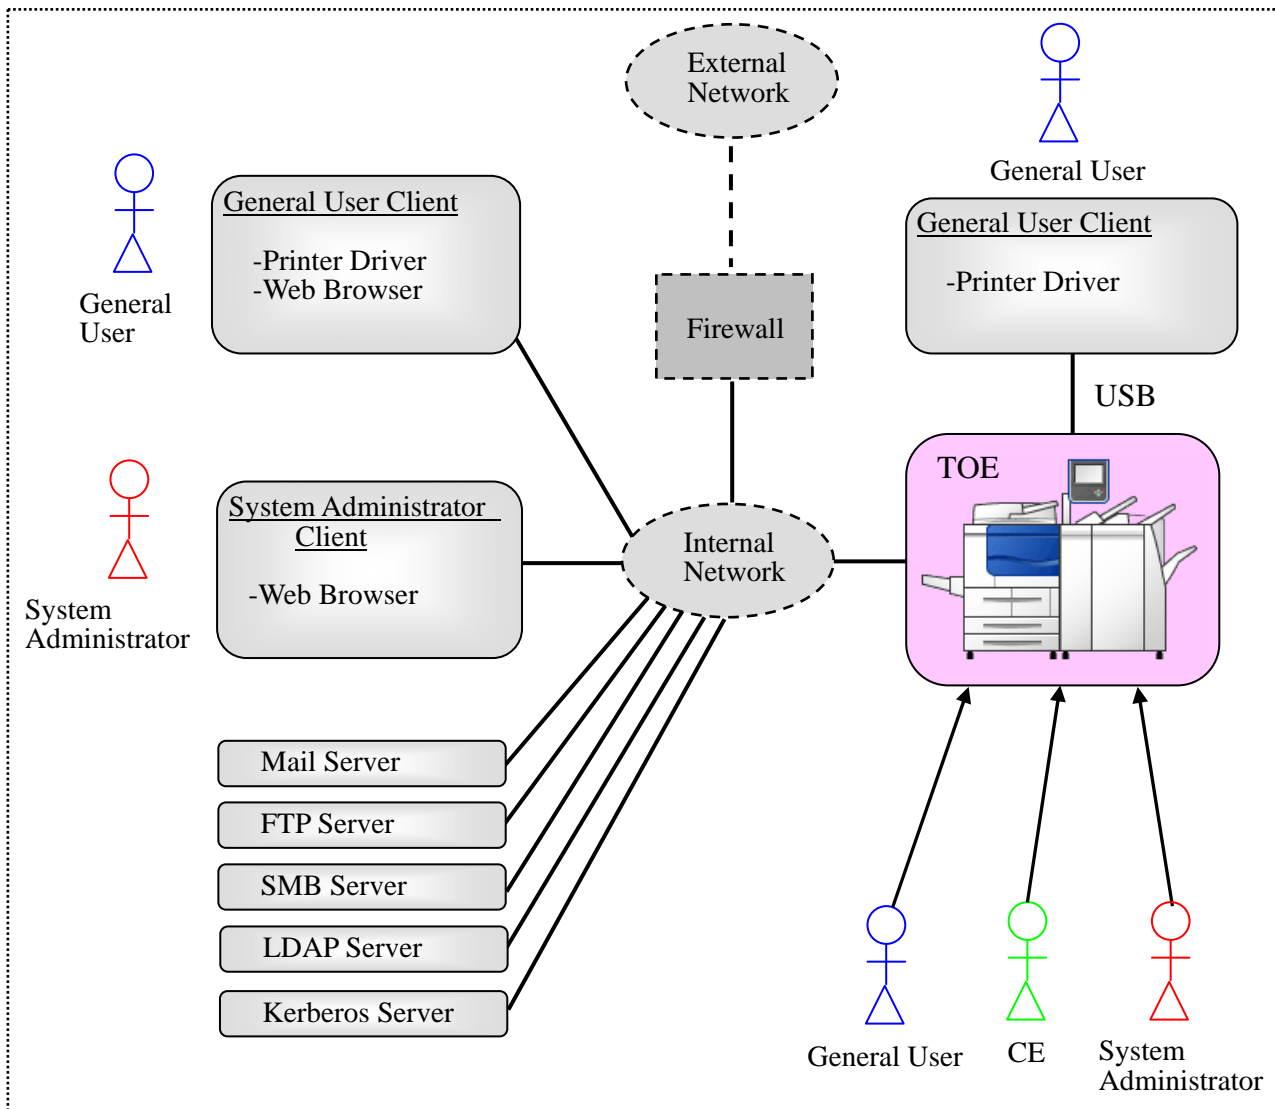 External
Network
General User
General User Client
-Printer Driver
-Web Browser
General
User
General User Client
-Printer Driver
Firewall
USB
TOE
System Administrator
Client
-Web Browser
System
Administrator
Internal
Network
Mail Server
FTP Server
SMB Server
LDAP Server
Kerberos Server
General User
CE
System
Administrator